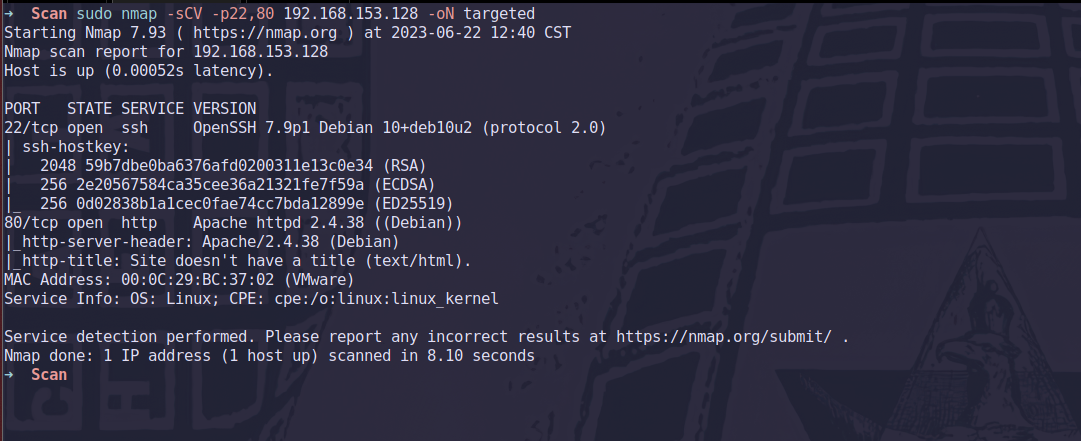 ➜  Scan sudo nmap -sCV -p22,80 192.168.153.128 -oN targeted
Starting Nmap 7.93 ( https://nmap.org ) at 2023-06-22 12:40 CST
Nmap scan report for 192.168.153.128
Host is up (0.00052s latency).

PORT   STATE SERVICE VERSION
22/tcp open  ssh     OpenSSH 7.9p1 Debian 10+deb10u2 (protocol 2.0)
| ssh-hostkey:
|   2048 59b7dbe0ba6376afd0200311e13c0e34 (RSA)
|   256 2e20567584ca35cee36a21321fe7f59a (ECDSA)
|_  256 0d02838b1a1cec0fae74cc7bda12899e (ED25519)
80/tcp open  http    Apache httpd 2.4.38 ((Debian))
|_http-server-header: Apache/2.4.38 (Debian)
|_http-title: Site doesn't have a title (text/html).
MAC Address: 00:0C:29:BC:37:02 (VMware)
Service Info: OS: Linux; CPE: cpe:/o:linux:linux_kernel

Service detection performed. Please report any incorrect results at https://nmap.org/submit/ .
Nmap done: 1 IP address (1 host up) scanned in 8.10 seconds
➜  Scan